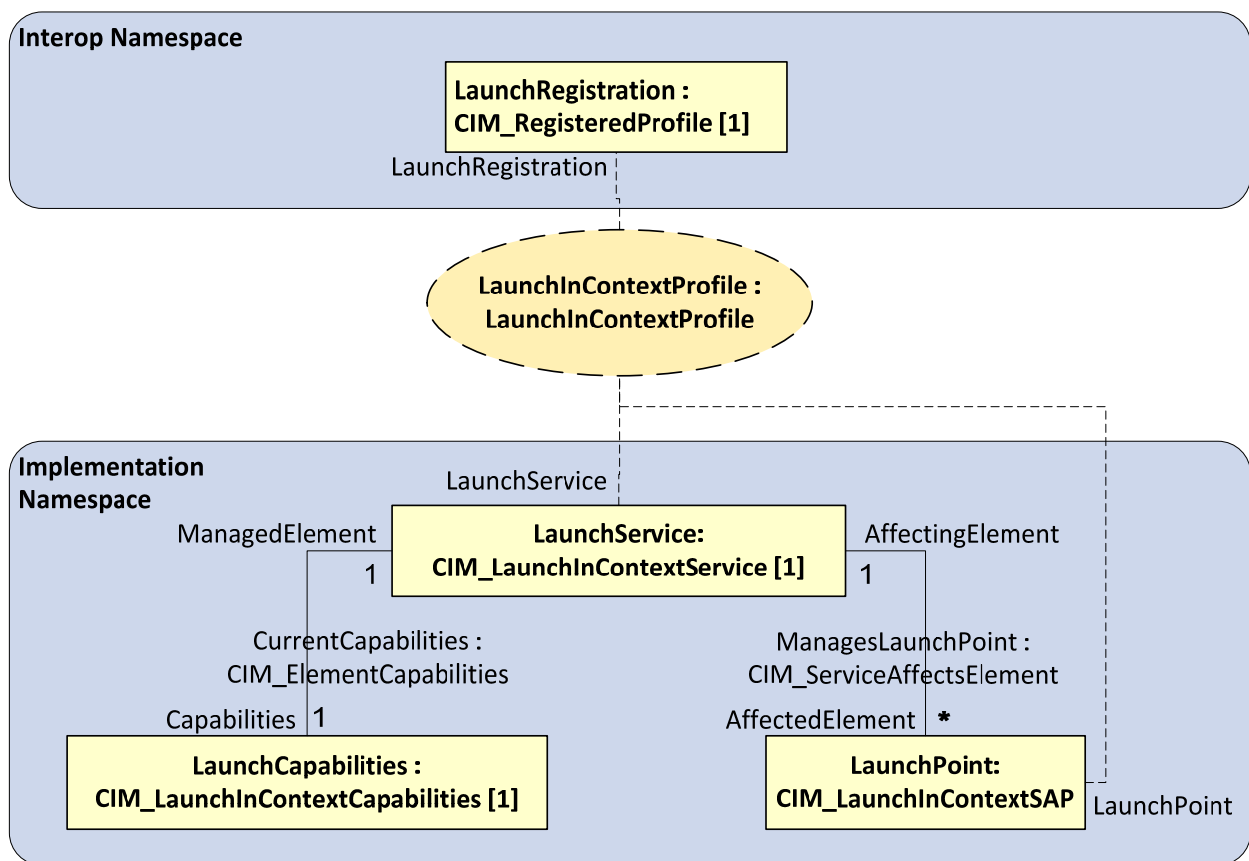 Interop Namespace
LaunchRegistration :
CIM_RegisteredProfile [1]
LaunchRegistration
LaunchInContextProfile :
LaunchInContextProfile
Implementation
Namespace
LaunchService
ManagedElement
LaunchService:
CIM_LaunchInContextService [1]
AffectingElement
1
1
CurrentCapabilities :
CIM_ElementCapabilities
ManagesLaunchPoint :
CIM_ServiceAffectsElement
Capabilities 1
AffectedElement *
LaunchCapabilities :
CIM_LaunchInContextCapabilities [1]
LaunchPoint:
CIM_LaunchInContextSAP
LaunchPoint